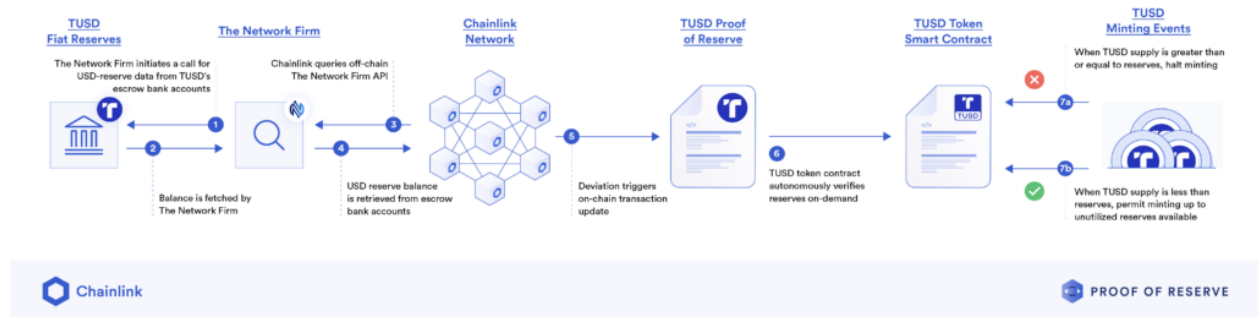 TUSD
Fiat Reserves
The Network Firm
Chainlink
Network
TUSD Proof
of Reserve
TUSD Token
Smart Contract
TUSD
Minting Events
The Network Firm initiates a call for
USD-reserve data from TUSD's
escrow bank accounts
Chainlink queries off-chain
The Network Firm API
When TUSD supply is greater than
or equal to reserves, halt minting
1
2
3
4
5
6
7a
7b
</>
</>
TUSD
Balance is fetched by
The Network Firm
USD reserve balance
is retrieved from escrow
bank accounts
Deviation triggers
on-chain transaction
update
TUSD token contract
autonomously verifies
reserves on-demand
When TUSD supply is less than
reserves, permit minting up to
unutilized reserves available
Chainlink
PROOF OF RESERVE